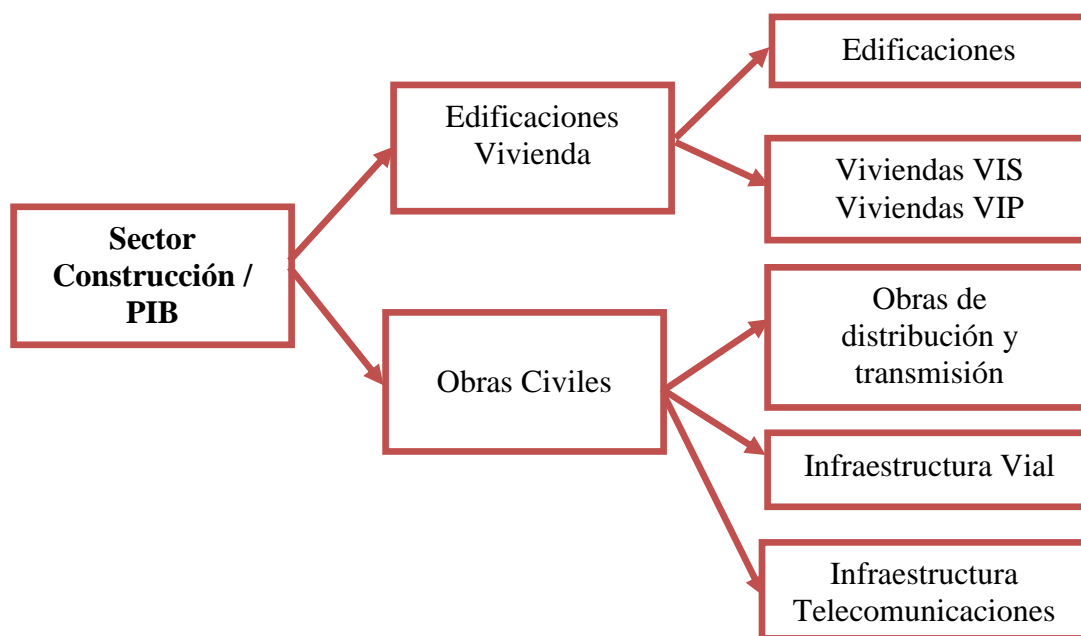 Sector
Construcción /
PIB
Edificaciones
Vivienda
Edificaciones
Viviendas VIS
Viviendas VIP
Obras Civiles
Obras de
distribución y
transmisión
Infraestructura Vial
Infraestructura
Telecomunicaciones